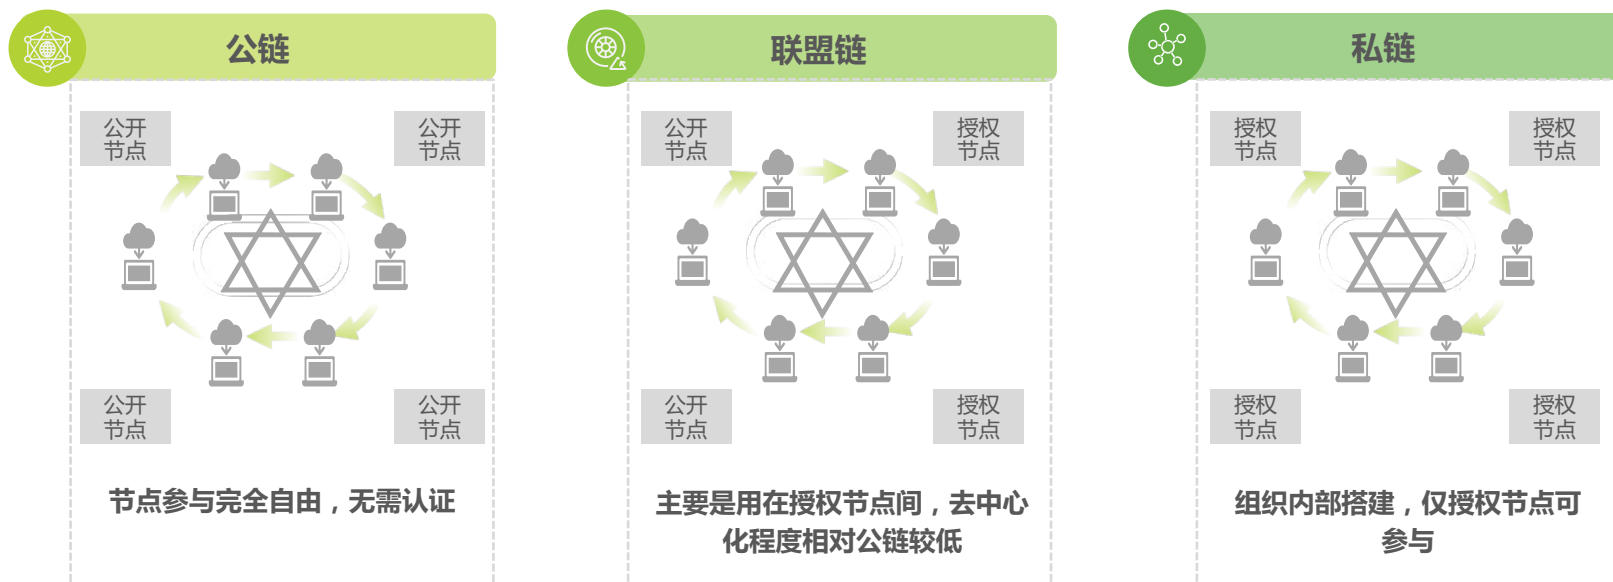 公链
公开
节点
公开
节点
公开
节点
公开
节点
节点参与完全自由，无需认证
联盟链
公开
节点
授权
节点
公开
节点
授权
节点
主要是用在授权节点间，去中心
化程度相对公链较低
私链
授权
节点
授权
节点
授权
节点
授权
节点
组织内部搭建，仅授权节点可
参与